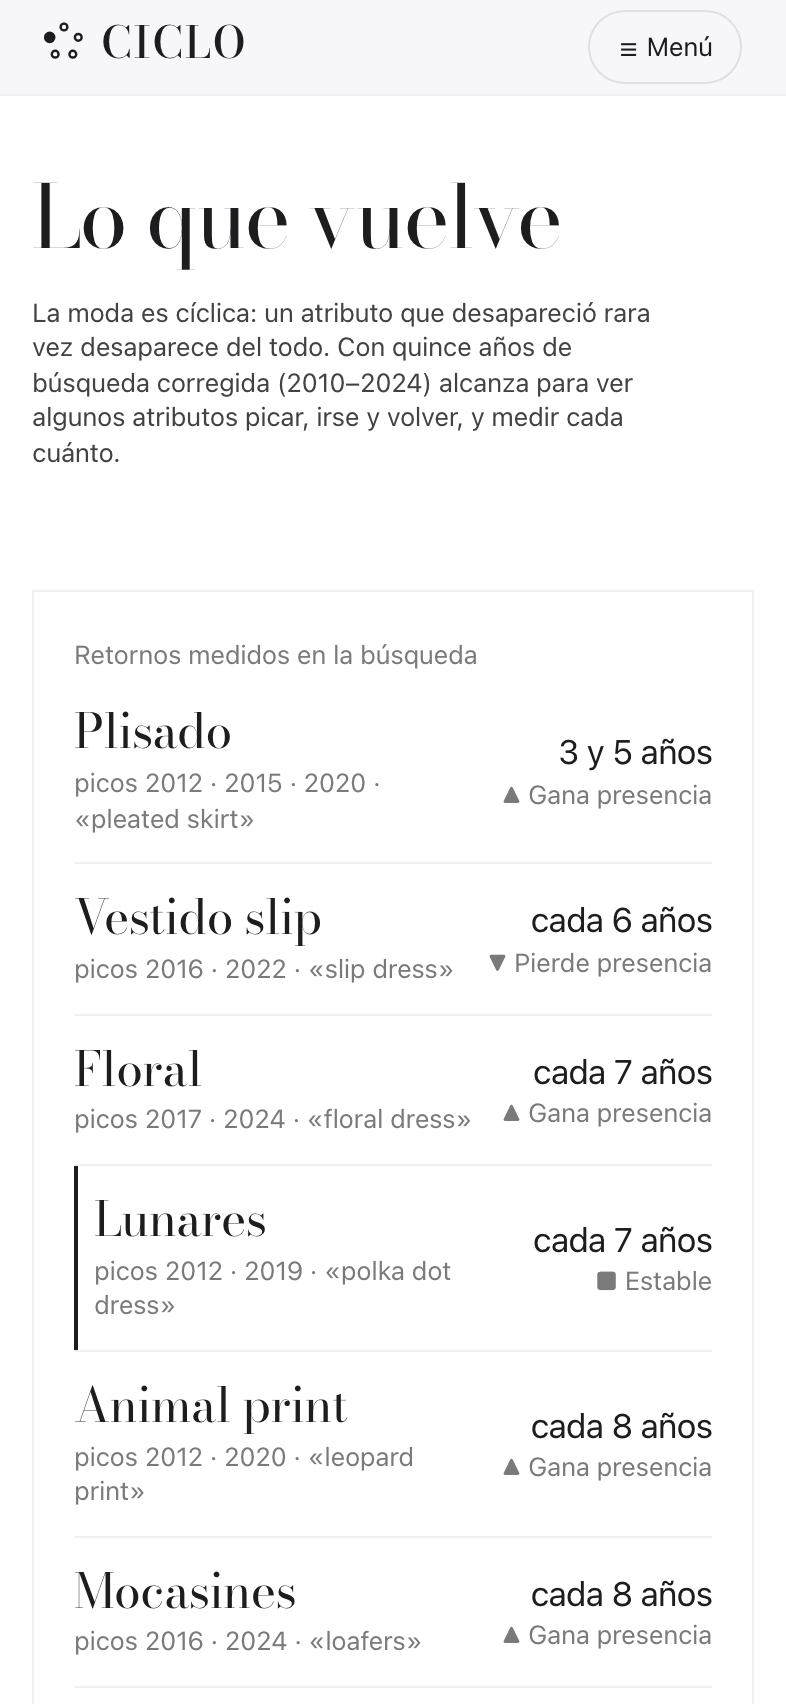 CICLO
≡ Menú
Lo que vuelve
La moda es cíclica: un atributo que desapareció rara
vez desaparece del todo. Con quince años de
búsqueda corregida (2010–2024) alcanza para ver
algunos atributos picar, irse y volver, y medir cada
cuánto.
Retornos medidos en la búsqueda
Plisado
picos 2012 · 2015 · 2020 ·
«pleated skirt»
3 y 5 años
▲ Gana presencia
Vestido slip
picos 2016 · 2022 · «slip dress»
cada 6 años
▼ Pierde presencia
Floral
picos 2017 · 2024 · «floral dress»
cada 7 años
▲ Gana presencia
Lunares
picos 2012 · 2019 · «polka dot
dress»
cada 7 años
■ Estable
Animal print
picos 2012 · 2020 · «leopard
print»
cada 8 años
▲ Gana presencia
Mocasines
picos 2016 · 2024 · «loafers»
cada 8 años
▲ Gana presencia